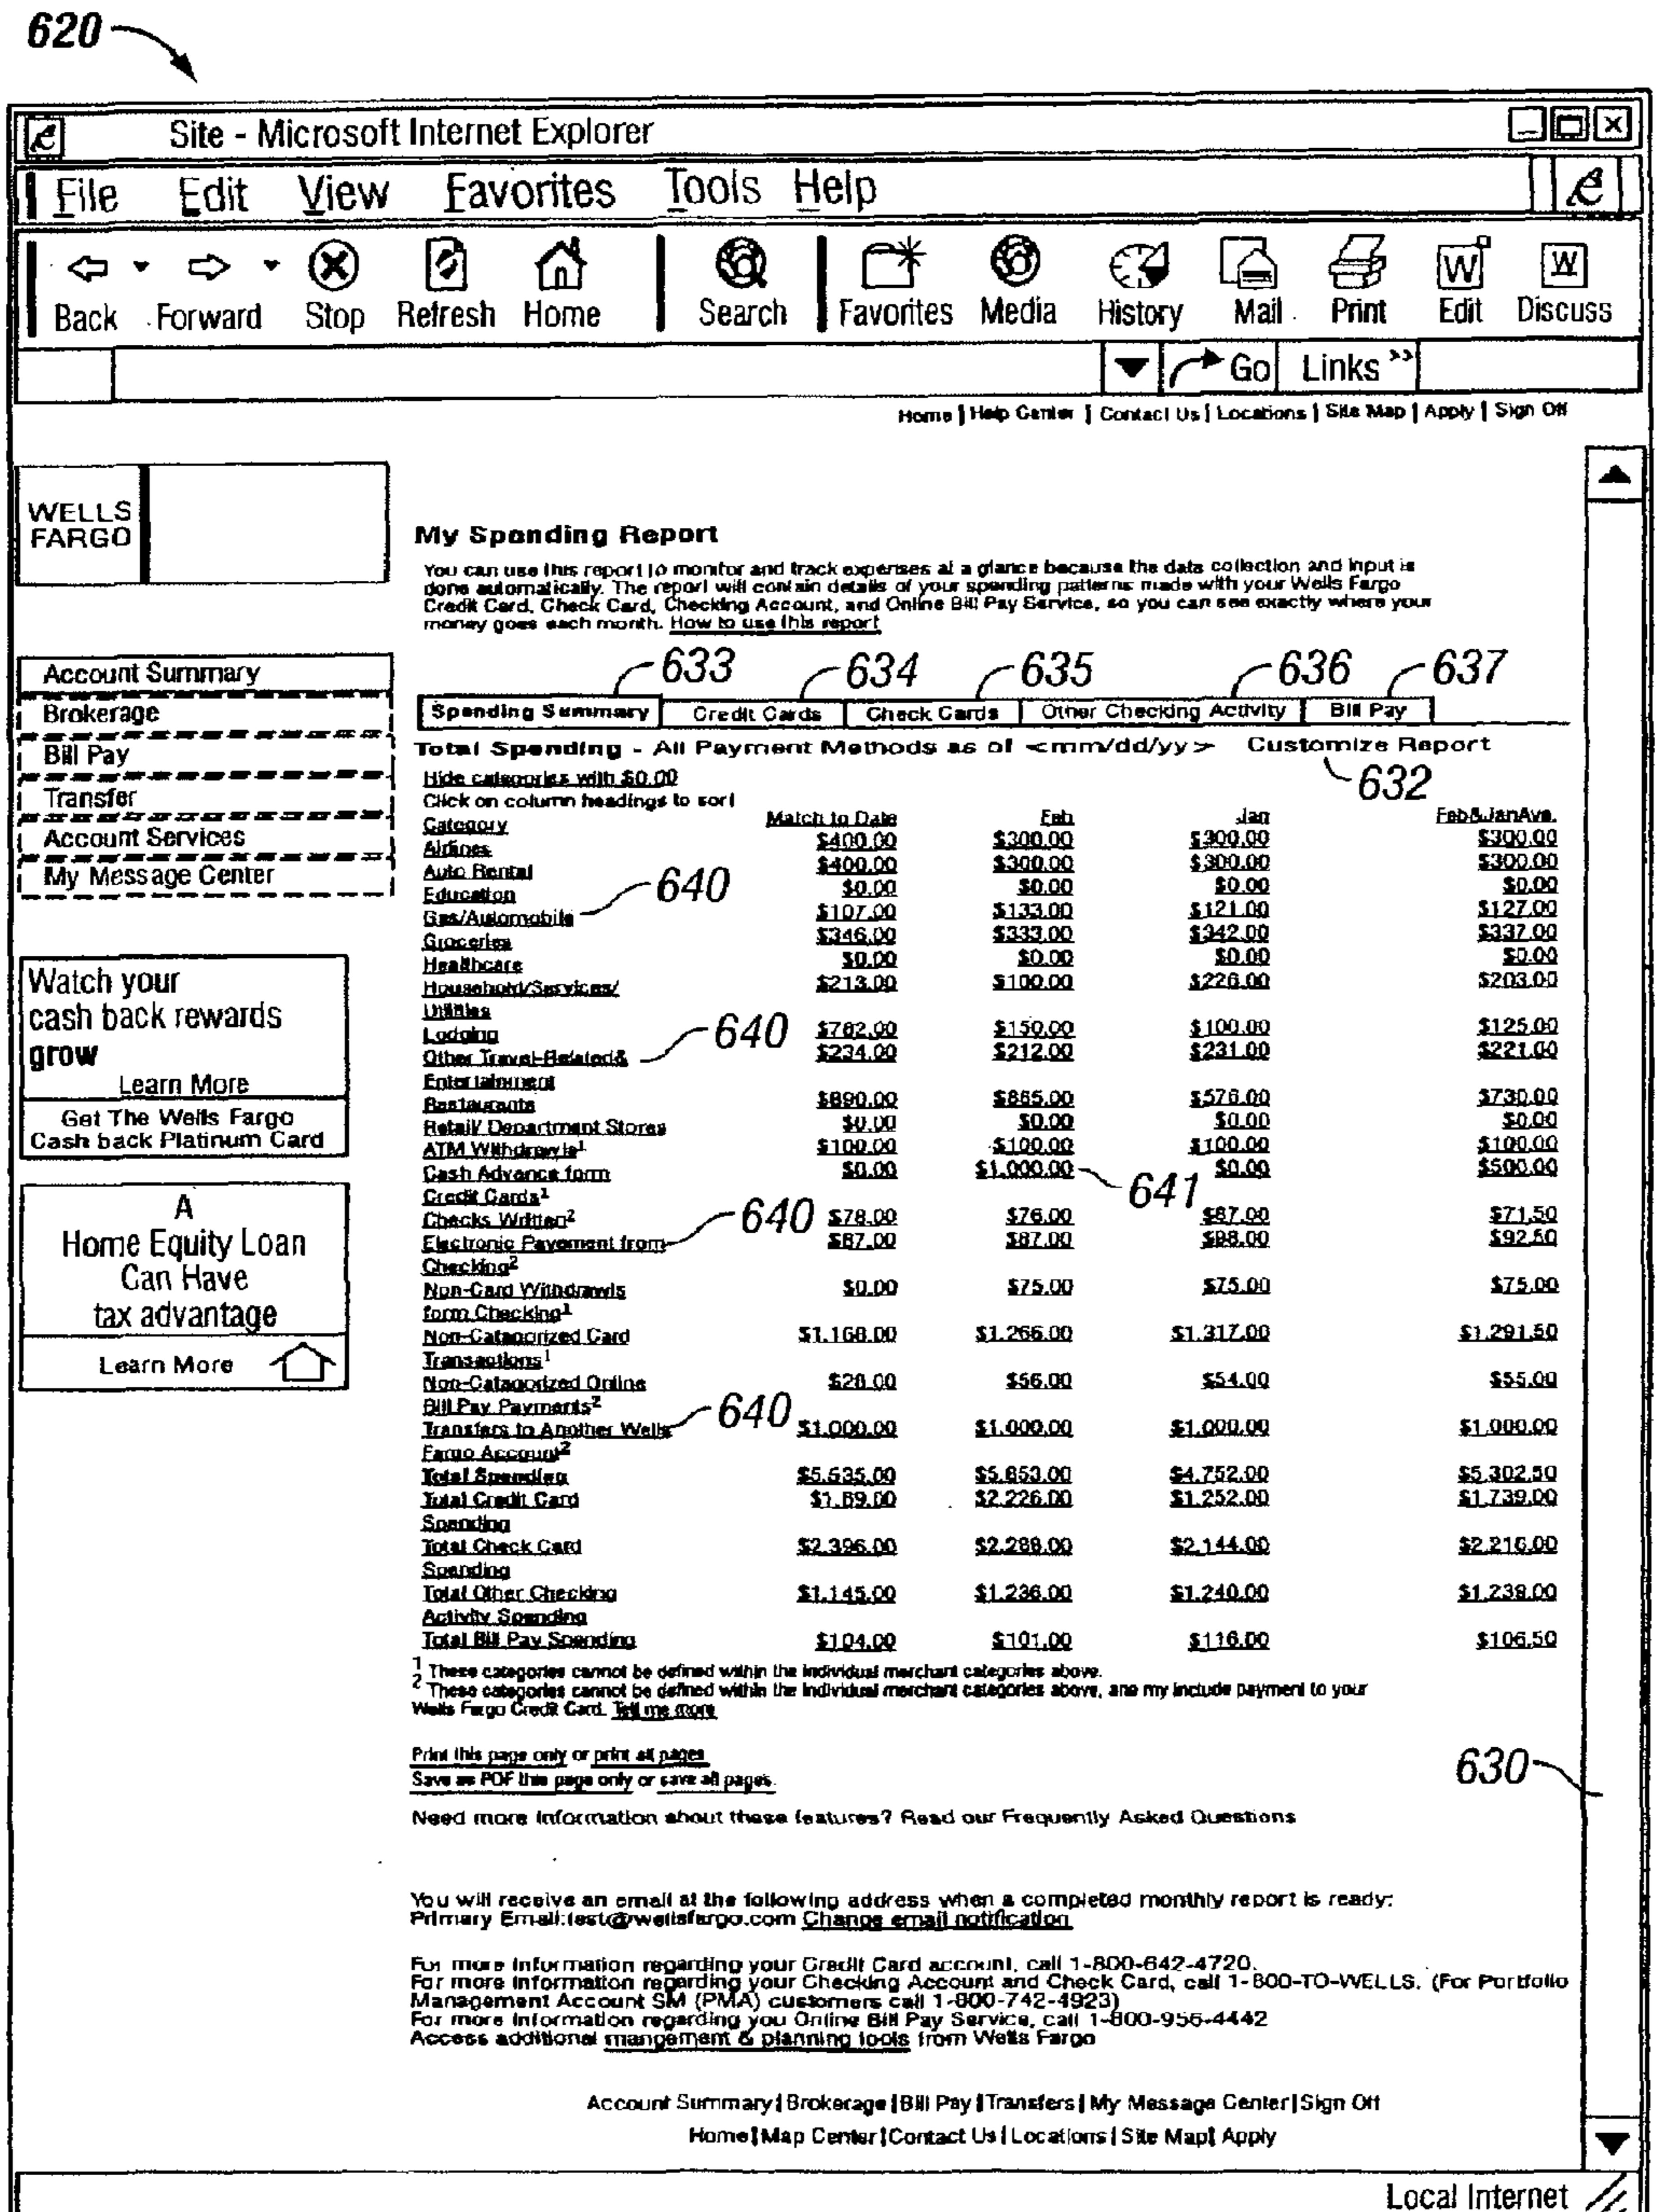 620
Site - Microsoft Internet Explorer
File Edit View Favorites Tools Help
Back Forward Stop Refresh Home Search Favorites Media History Mail Print Edit Discuss
Go Links »
Home | Help Center | Contact Us | Locations | Site Map | Apply | Sign Off
WELLS
FARGO
My Spending Report
You can use this report to monitor and track expenses at a glance because the data collection and input is
done automatically. The report will contain details of your spending patterns made with your Wells Fargo
Credit Card, Check Card, Checking Account, and Online Bill Pay Service, so you can see exactly where your
money goes each month. How to use this report
Account Summary
Brokerage
Bill Pay
Transfer
Account Services
My Message Center
Watch your
cash back rewards
grow
Learn More
Get The Wells Fargo
Cash back Platinum Card
A
Home Equity Loan
Can Have
tax advantage
Learn More
633 634 635 636 637
Spending Summary Credit Cards Check Cards Other Checking Activity Bill Pay
Total Spending - All Payment Methods as of <mm/dd/yy> Customize Report
632
Hide categories with $0.00
Click on column headings to sort
Category Match to Date Feb Jan Feb&JanAve.
Airlines $400.00 $300.00 $300.00 $300.00
Auto Rental $400.00 $300.00 $300.00 $300.00
Education $0.00 $0.00 $0.00 $0.00
640
Gas/Automobile $107.00 $133.00 $121.00 $127.00
Groceries $346.00 $333.00 $342.00 $337.00
Healthcare $0.00 $0.00 $0.00 $0.00
Household/Services/ $213.00 $100.00 $226.00 $203.00
Utilities
Lodging $762.00 $150.00 $100.00 $125.00
640
Other Travel-Related& $234.00 $212.00 $231.00 $221.00
Entertainment
Restaurants $890.00 $885.00 $576.00 $730.00
Retail/ Department Stores $0.00 $0.00 $0.00 $0.00
ATM Withdrawls1 $100.00 $100.00 $100.00 $100.00
Cash Advance form $0.00 $1,000.00 641 $0.00 $500.00
Credit Cards1
Checks Written2 640 $78.00 $76.00 $71.50
Electronic Payement from $87.00 $87.00 $98.00 $92.50
Checking2
Non-Card Withdrawls $0.00 $75.00 $75.00 $75.00
form Checking1
Non-Catagorized Card $1,168.00 $1,266.00 $1,317.00 $1,291.50
Transactions1
Non-Catagorized Online $28.00 $56.00 $54.00 $55.00
Bill Pay Payments2
640
Transfers to Another Wells $1,000.00 $1,000.00 $1,000.00 $1,000.00
Fargo Account2
Total Spending $5,535.00 $5,853.00 $4,752.00 $5,302.50
Total Credit Card $1.89.00 $2,226.00 $1,252.00 $1,739.00
Spending
Total Check Card $2,396.00 $2,288.00 $2,144.00 $2,216.00
Spending
Total Other Checking $1,145.00 $1,236.00 $1,240.00 $1,238.00
Activity Spending
Total Bill Pay Spending $104.00 $101.00 $116.00 $106.50
1 These categories cannot be defined within the individual merchant categories above.
2 These categories cannot be defined within the individual merchant categories above, ane my include payment to your
Wells Fargo Credit Card. Tell me more
Print this page only or print all pages
Save as PDF this page only or save all pages.
630
Need more information about these features? Read our Frequently Asked Questions
You will receive an email at the following address when a completed monthly report is ready:
Primary Email:test@wellsfargo.com Change email notification
For more information regarding your Credit Card account, call 1-800-642-4720.
For more information regarding your Checking Account and Check Card, call 1-800-TO-WELLS. (For Portfolio
Management Account SM (PMA) customers call 1-800-742-4923)
For more information regarding you Online Bill Pay Service, call 1-800-956-4442
Access additional mangement & planning tools from Wells Fargo
Account Summary | Brokerage | Bill Pay | Transfers | My Message Center | Sign Off
Home | Map Center | Contact Us | Locations | Site Map | Apply
Local Internet